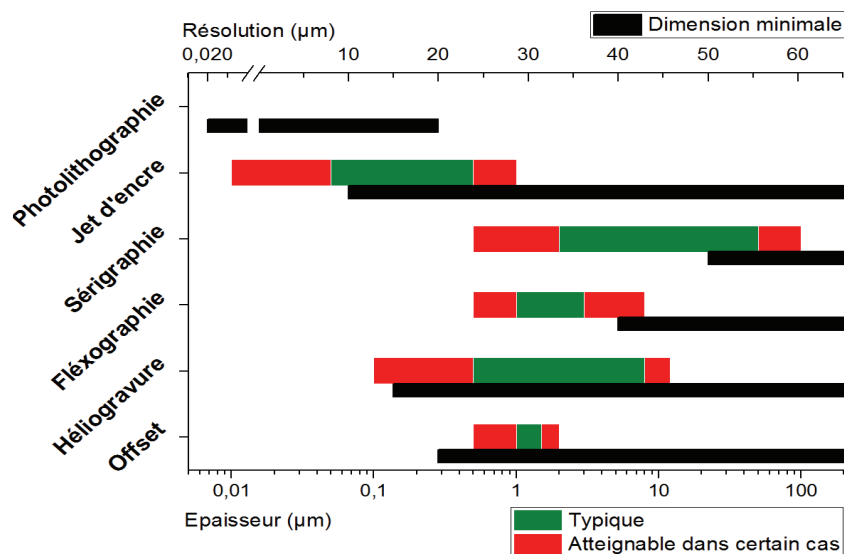 Résolution (µm)
Dimension minimale
0,020 10 20 30 40 50 60
Photolithographie
Jet d'encre
Sérigraphie
Fléxographie
Héliogravure
Offset
0,01 0,1 1 10 100
Epaisseur (µm)
Typique
Atteignable dans certain cas